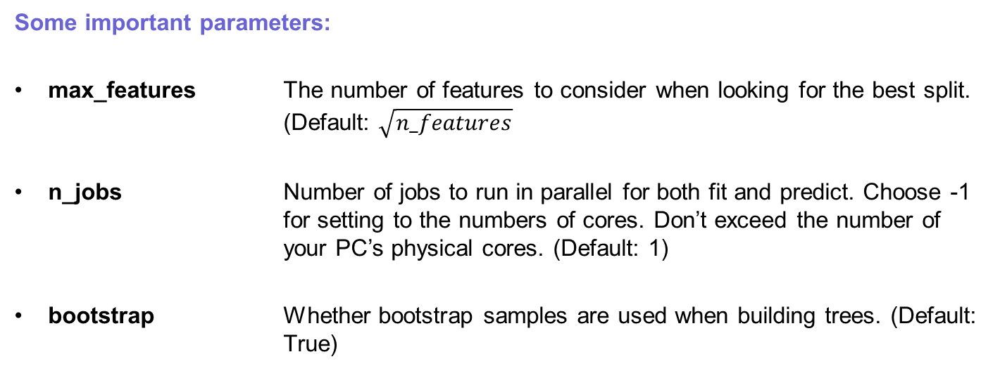 Some important parameters:
• max_features The number of features to consider when looking for the best split.
(Default: √n_features
• n_jobs Number of jobs to run in parallel for both fit and predict. Choose -1
for setting to the numbers of cores. Don’t exceed the number of
your PC’s physical cores. (Default: 1)
• bootstrap Whether bootstrap samples are used when building trees. (Default:
True)